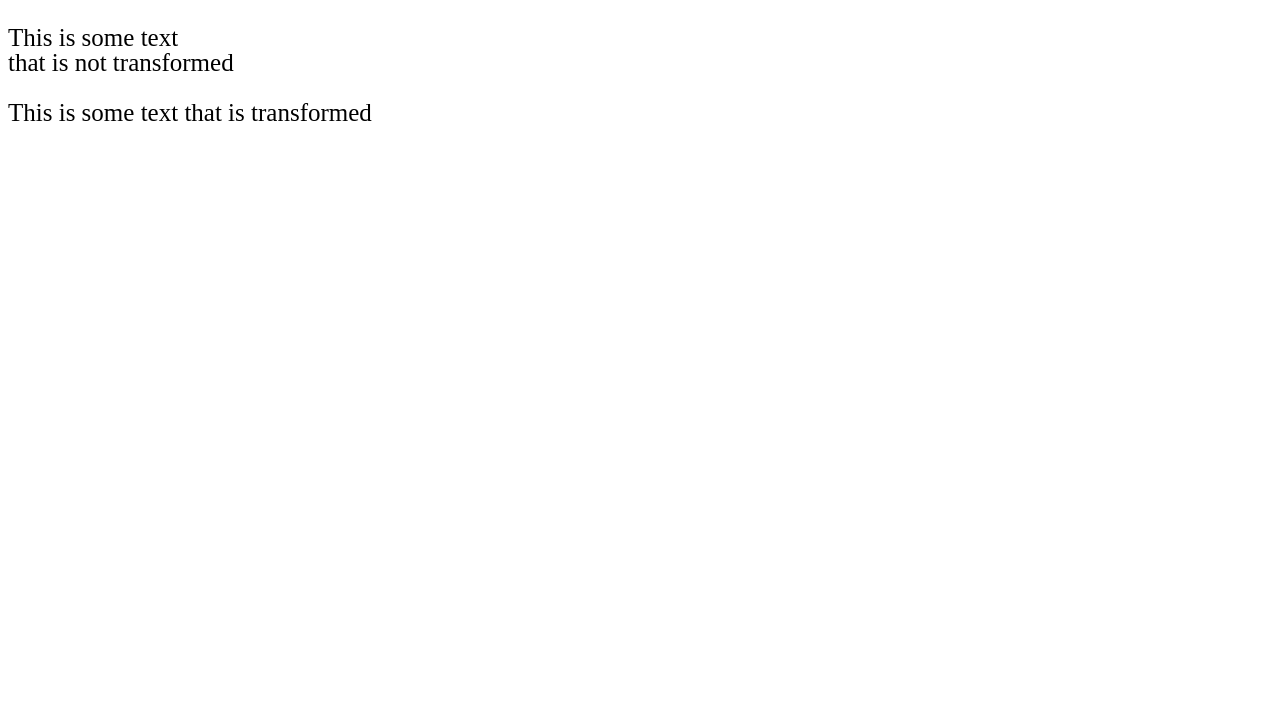 This is some text
that is not transformed
This is some text that is transformed